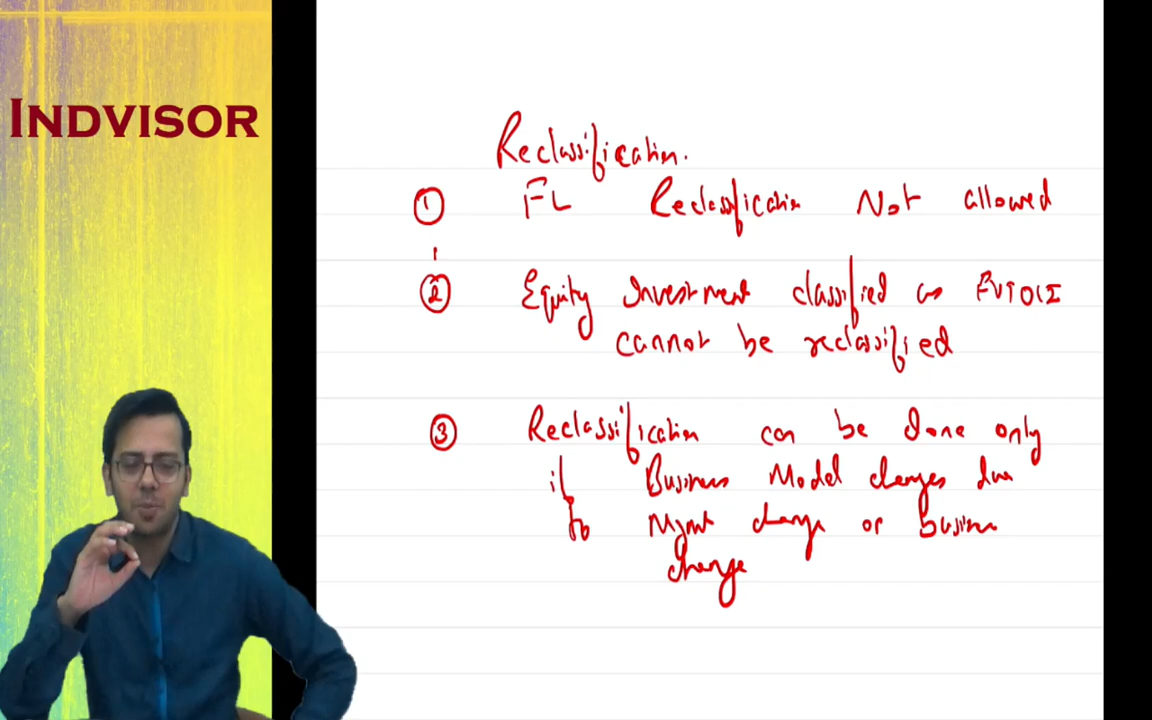 INDVISOR
Reclassification.
① FL Reclassification Not allowed
② Equity Investment classified as FVTOCI
cannot be reclassified
③ Reclassification can be done only
if Business Model changes due
to Mgmt change or business
change